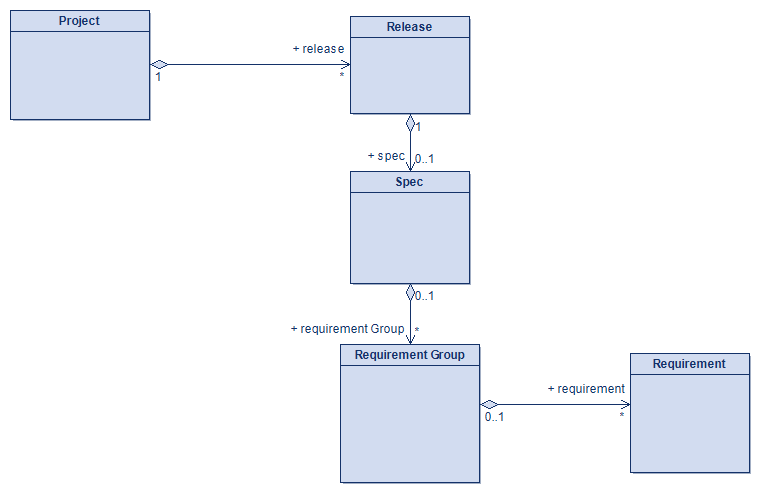 Project
Release
+ release
1
*
1
+ spec
0..1
Spec
0..1
+ requirement Group
*
Requirement Group
Requirement
+ requirement
0..1
*